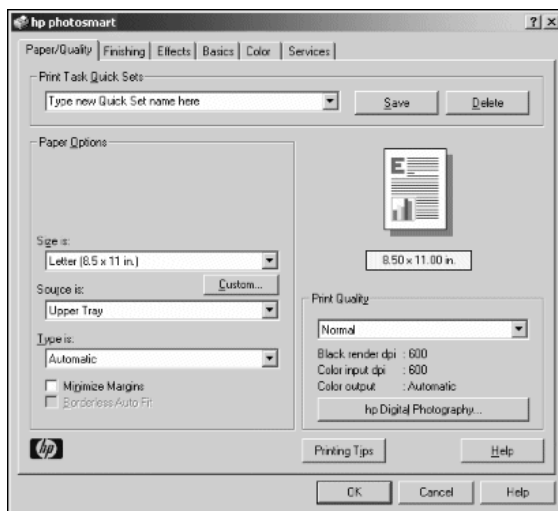 hp photosmart
Paper/Quality Finishing Effects Basics Color Services
Print Task Quick Sets
Type new Quick Set name here
Save
Delete
Paper Options
Size is:
Letter (8.5 x 11 in.)
Custom...
Source is:
Upper Tray
Type is:
Automatic
Minimize Margins
Borderless Auto Fit
E
8.50 x 11.00 in.
Print Quality
Normal
Black render dpi : 600
Color input dpi : 600
Color output : Automatic
hp Digital Photography...
hp
Printing Tips
Help
OK
Cancel
Help